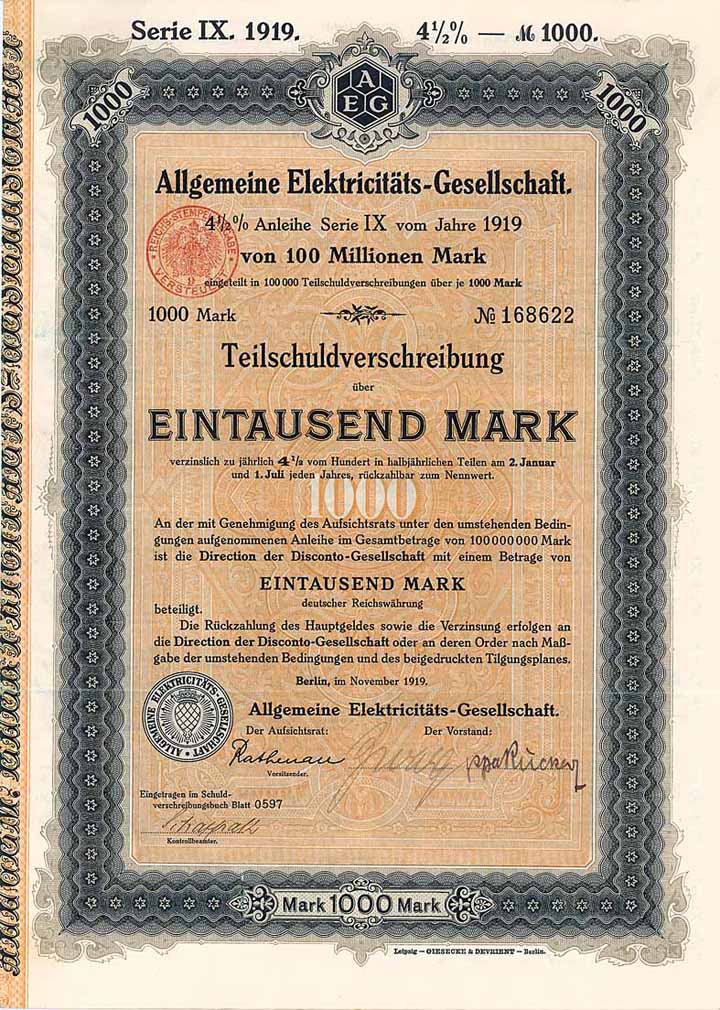 Serie IX. 1919. 4½% — ℳ 1000.
AEG
1000 1000
Allgemeine Elektricitäts-Gesellschaft.
4½% Anleihe Serie IX vom Jahre 1919
von 100 Millionen Mark
eingeteilt in 100 000 Teilschuldverschreibungen über je 1000 Mark
REICHS-STEMPELABGABE
VERSTEUERT
1000 Mark № 168622
Teilschuldverschreibung
über
EINTAUSEND MARK
verzinslich zu jährlich 4½ vom Hundert in halbjährlichen Teilen am 2. Januar
und 1. Juli jeden Jahres, rückzahlbar zum Nennwert.
1000
An der mit Genehmigung des Aufsichtsrats unter den umstehenden Bedin-
gungen aufgenommenen Anleihe im Gesamtbetrage von 100000000 Mark
ist die Direction der Disconto-Gesellschaft mit einem Betrage von
EINTAUSEND MARK
deutscher Reichswährung
beteiligt.
Die Rückzahlung des Hauptgeldes sowie die Verzinsung erfolgen an
die Direction der Disconto-Gesellschaft oder an deren Order nach Maß-
gabe der umstehenden Bedingungen und des beigedruckten Tilgungsplanes.
Berlin, im November 1919.
Allgemeine Elektricitäts-Gesellschaft.
ALLGEMEINE ELEKTRICITÄTS-GESELLSCHAFT
Der Aufsichtsrat: Der Vorstand:
Rathenau
Vorsitzender.
Eingetragen im Schuld-
verschreibungsbuch Blatt 0597
Kontrollbeamter.
Mark 1000 Mark
Leipzig — GIESECKE & DEVRIENT — Berlin.